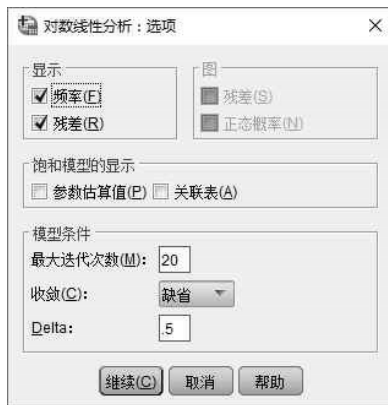 对数线性分析：选项
显示
频率(F)
残差(R)
图
残差(S)
正态概率(N)
饱和模型的显示
参数估算值(P) 关联表(A)
模型条件
最大迭代次数(M): 20
收敛(C): 缺省
Delta: .5
继续(C) 取消 帮助